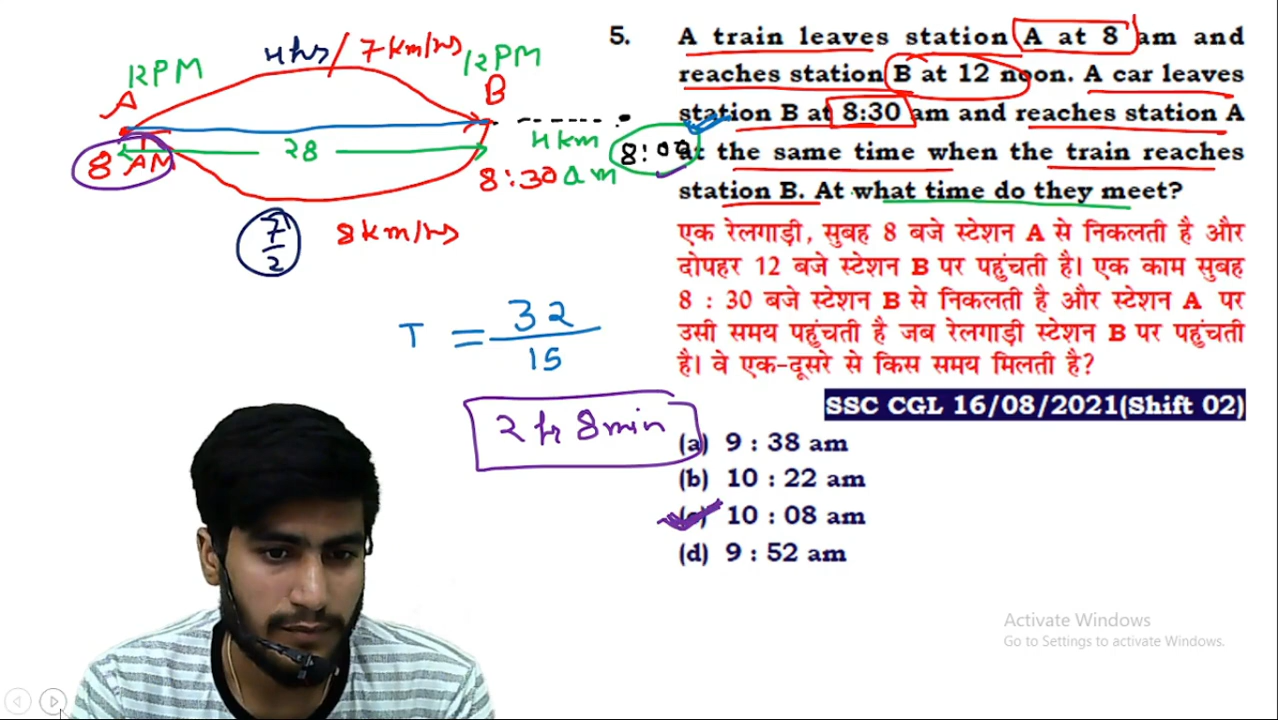 4hrs / 7km/hs
12PM
12PM
A
B
8 AM
28
4km
8:30am
8:00
7
2
8km/hs
T = 32
15
2 hr 8min
5. A train leaves station A at 8 am and
reaches station B at 12 noon. A car leaves
station B at 8:30 am and reaches station A
at the same time when the train reaches
station B. At what time do they meet?
एक रेलगाड़ी, सुबह 8 बजे स्टेशन A से निकलती है और
दोपहर 12 बजे स्टेशन B पर पहुंचती है। एक काम सुबह
8 : 30 बजे स्टेशन B से निकलती है और स्टेशन A पर
उसी समय पहुंचती है जब रेलगाड़ी स्टेशन B पर पहुंचती
है। वे एक-दूसरे से किस समय मिलती है?
SSC CGL 16/08/2021(Shift 02)
(a) 9 : 38 am
(b) 10 : 22 am
(c) 10 : 08 am
(d) 9 : 52 am
Activate Windows
Go to Settings to activate Windows.